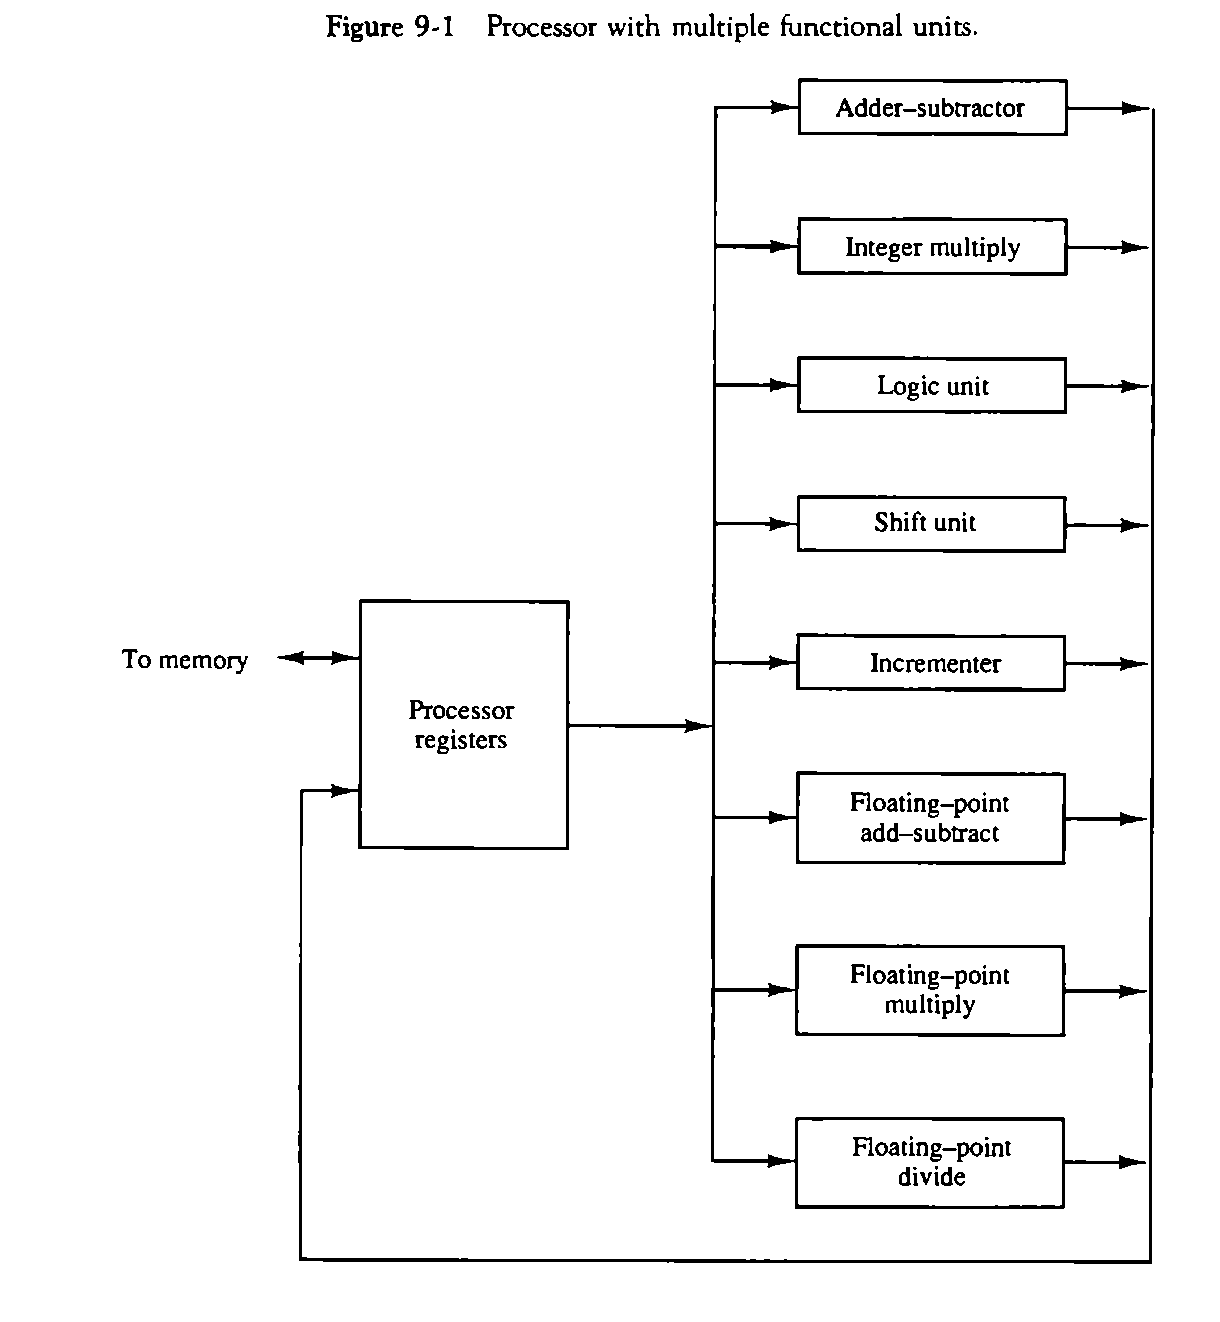 Figure 9-1 Processor with multiple functional units.
Adder–subtractor
Integer multiply
Logic unit
Shift unit
To memory
Incrementer
Processor
registers
Floating–point
add–subtract
Floating–point
multiply
Floating–point
divide